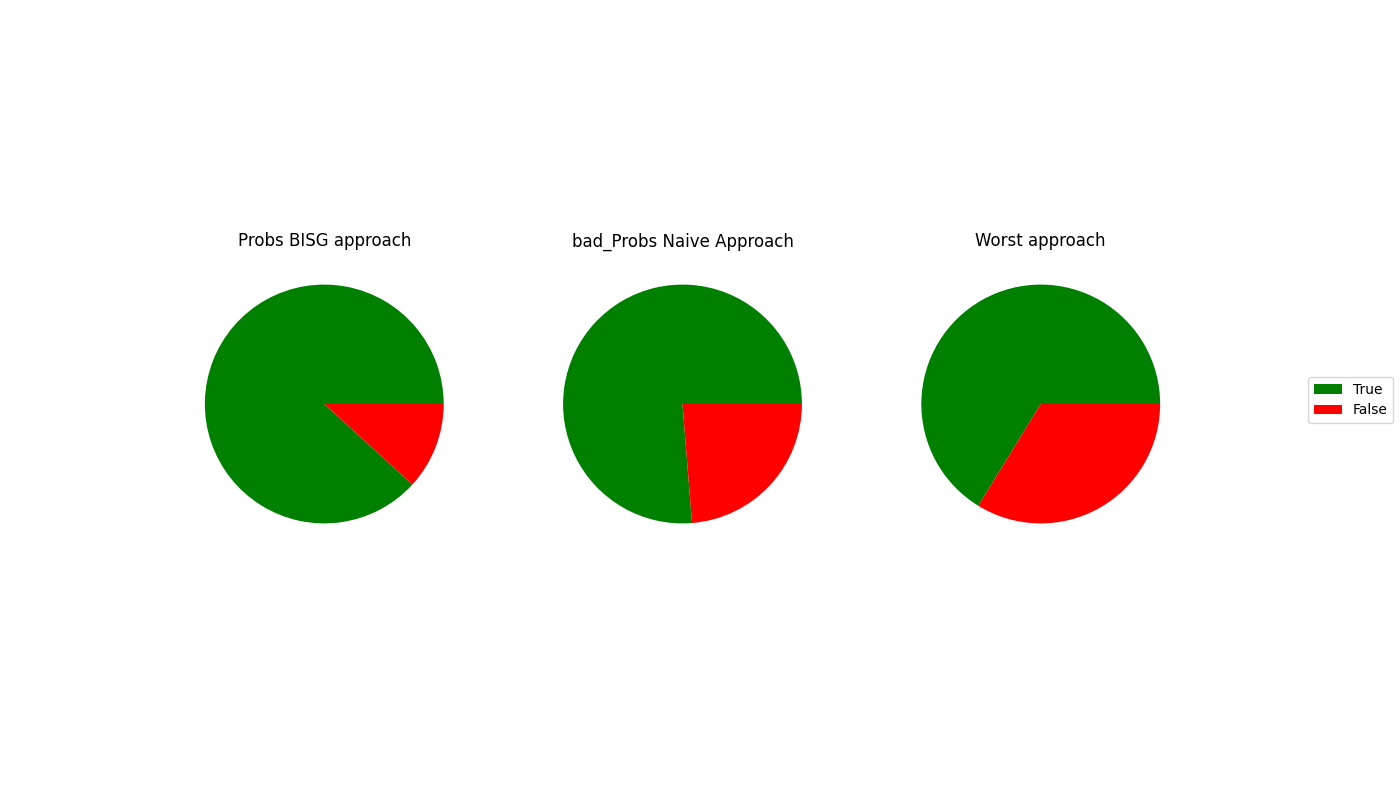 Probs BISG approach
bad_Probs Naive Approach
Worst approach
True
False